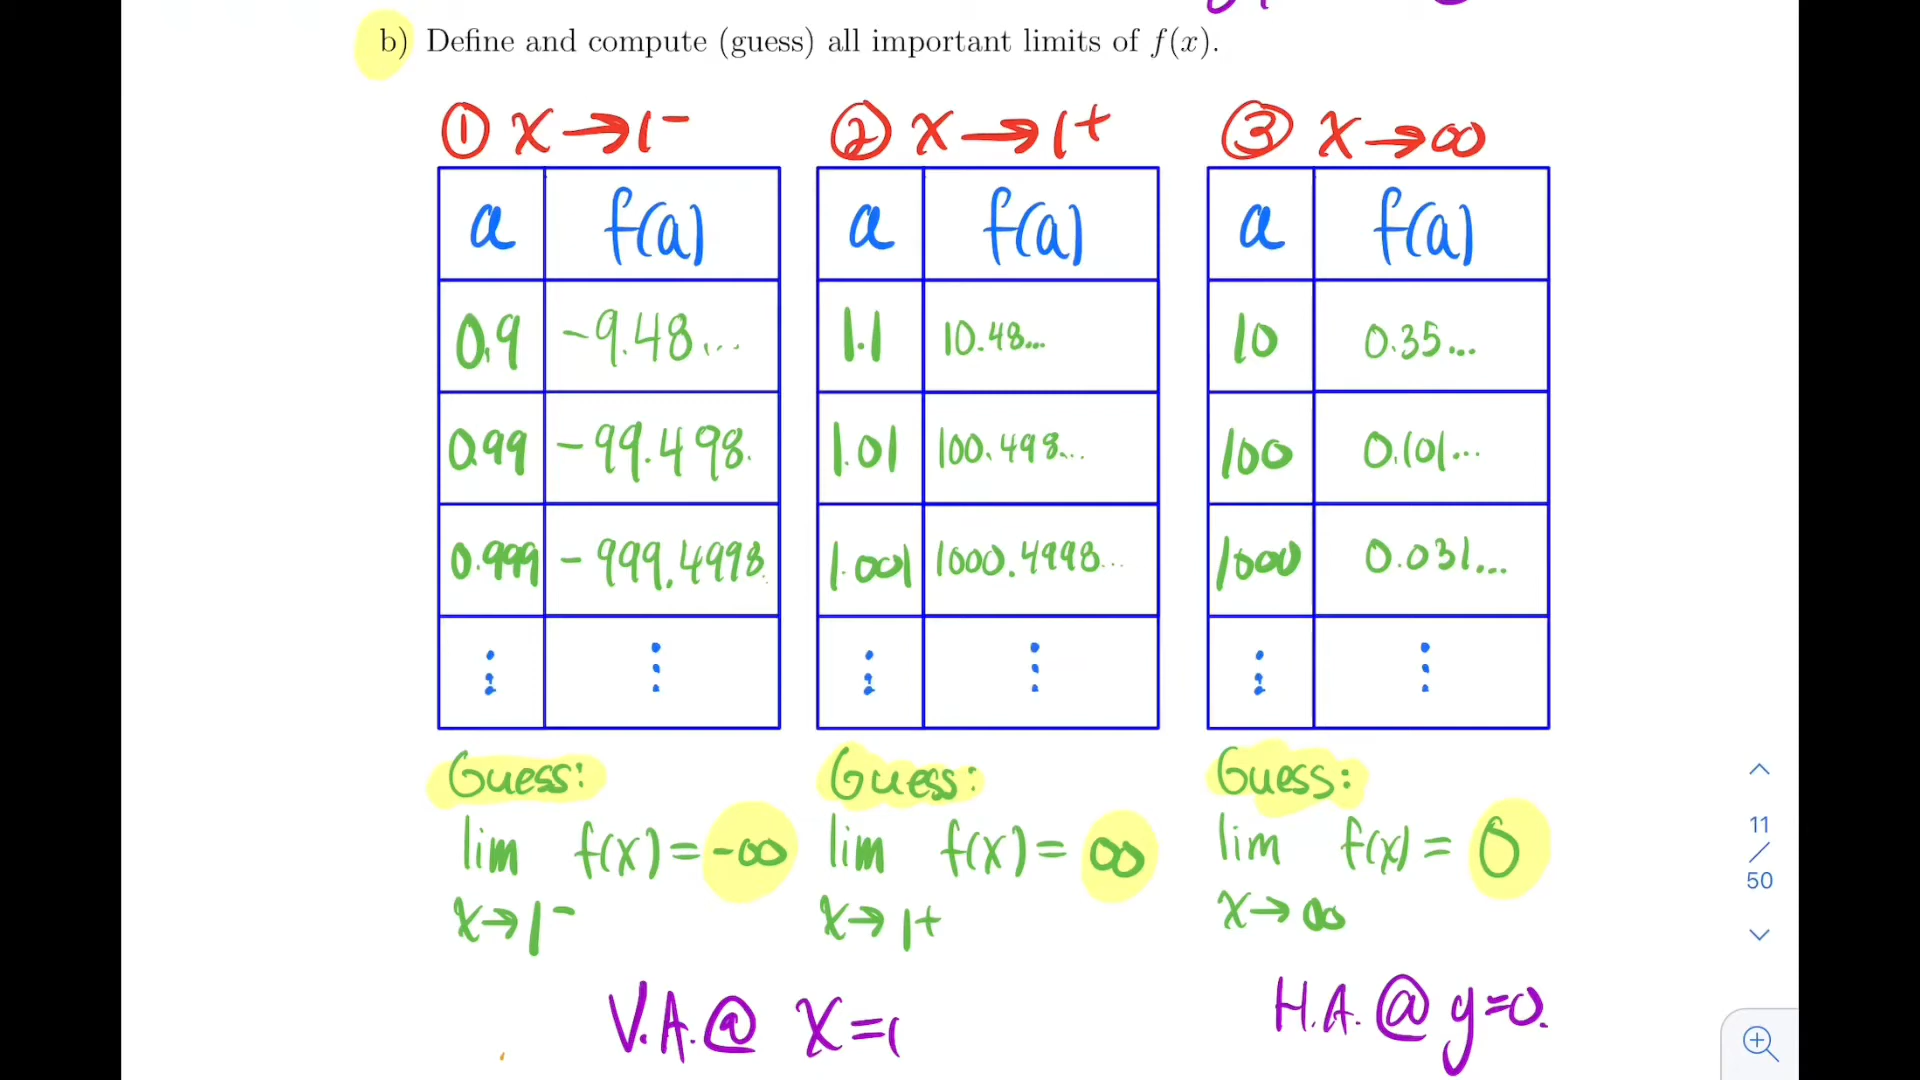 b) Define and compute (guess) all important limits of f(x).
① x→1⁻ ② x→1⁺ ③ x→∞
a f(a) a f(a) a f(a)
0.9 -9.48... 1.1 10.48... 10 0.35...
0.99 -99.498. 1.01 100.498... 100 0.101...
0.999 -999.4998. 1.001 1000.4998... 1000 0.031...
⋮ ⋮ ⋮ ⋮ ⋮ ⋮
Guess: Guess: Guess:
lim f(x) = -∞ lim f(x) = ∞ lim f(x) = 0
x→1⁻ x→1⁺ x→∞
V.A.@ x=1 H.A.@ y=0.
11
/
50